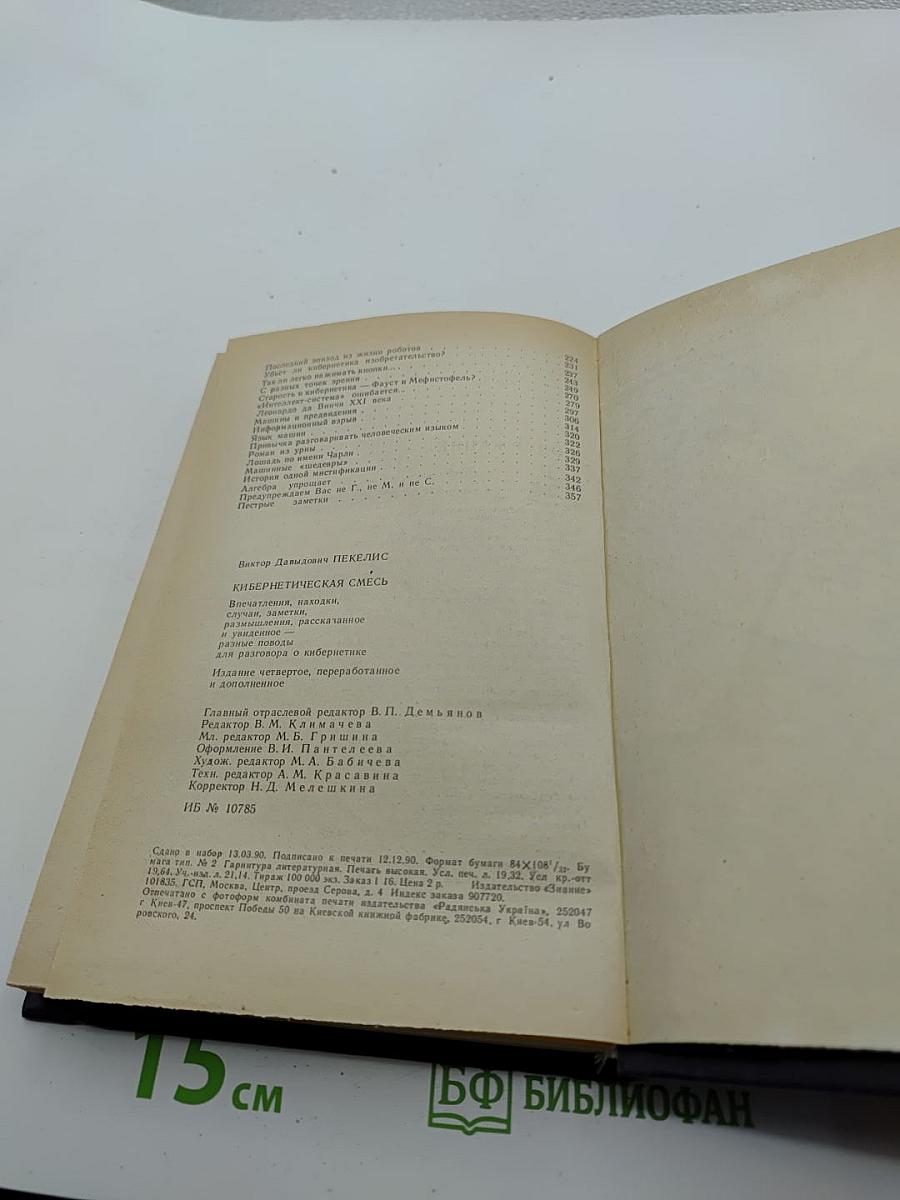 Последний эпизод из жизни роботов . . . . . . . 224
Убьет ли кибернетика изобретательство? . . . . . . 231
Так ли легко нажимать кнопки... . . . . . . . 237
С разных точек зрения . . . . . . . . . 243
Старость и кибернетика — Фауст и Мефистофель? . . . . 249
«Интеллект-система» ошибается... . . . . . . . 270
Леонардо да Винчи XXI века . . . . . . . . 279
Машины и предвидения . . . . . . . . . 297
Информационный взрыв . . . . . . . . . 306
Язык машин . . . . . . . . . . . 314
Привычка разговаривать человеческим языком . . . . . 320
Роман из урны . . . . . . . . . . . 322
Лошадь по имени Чарли . . . . . . . . . 326
Машинные «шедевры» . . . . . . . . . . 329
История одной мистификации . . . . . . . . 337
Алгебра упрощает . . . . . . . . . . 342
Предупреждаем Вас не Г., не М. и не С. . . . . . . 346
Пестрые заметки . . . . . . . . . . . 357
Виктор Давыдович ПЕКЕЛИС
КИБЕРНЕТИЧЕСКАЯ СМЕСЬ
Впечатления, находки,
случаи, заметки,
размышления, рассказанное
и увиденное —
разные поводы
для разговора о кибернетике
Издание четвертое, переработанное
и дополненное
Главный отраслевой редактор В. П. Демьянов
Редактор В. М. Климачева
Мл. редактор М. Б. Гришина
Оформление В. И. Пантелеева
Худож. редактор М. А. Бабичева
Техн. редактор А. М. Красавина
Корректор Н. Д. Мелешкина
ИБ № 10785
Сдано в набор 13.03.90. Подписано к печати 12.12.90. Формат бумаги 84×108¹/₃₂. Бу
мага тип. № 2 Гарнитура литературная. Печать высокая. Усл. печ. л. 19,32. Усл кр.-отт
19,64. Уч.-изд. л. 21,14. Тираж 100 000 экз. Заказ 1 16. Цена 2 р. Издательство «Знание»
101835, ГСП, Москва, Центр, проезд Серова, д. 4 Индекс заказа 907720.
Отпечатано с фотоформ комбината печати издательства «Радянська Україна», 252047
г Киев-47, проспект Победы 50 на Киевской книжной фабрике, 252054, г Киев-54, ул Во
ровского, 24.
15 см
БФ БИБЛИОФАН